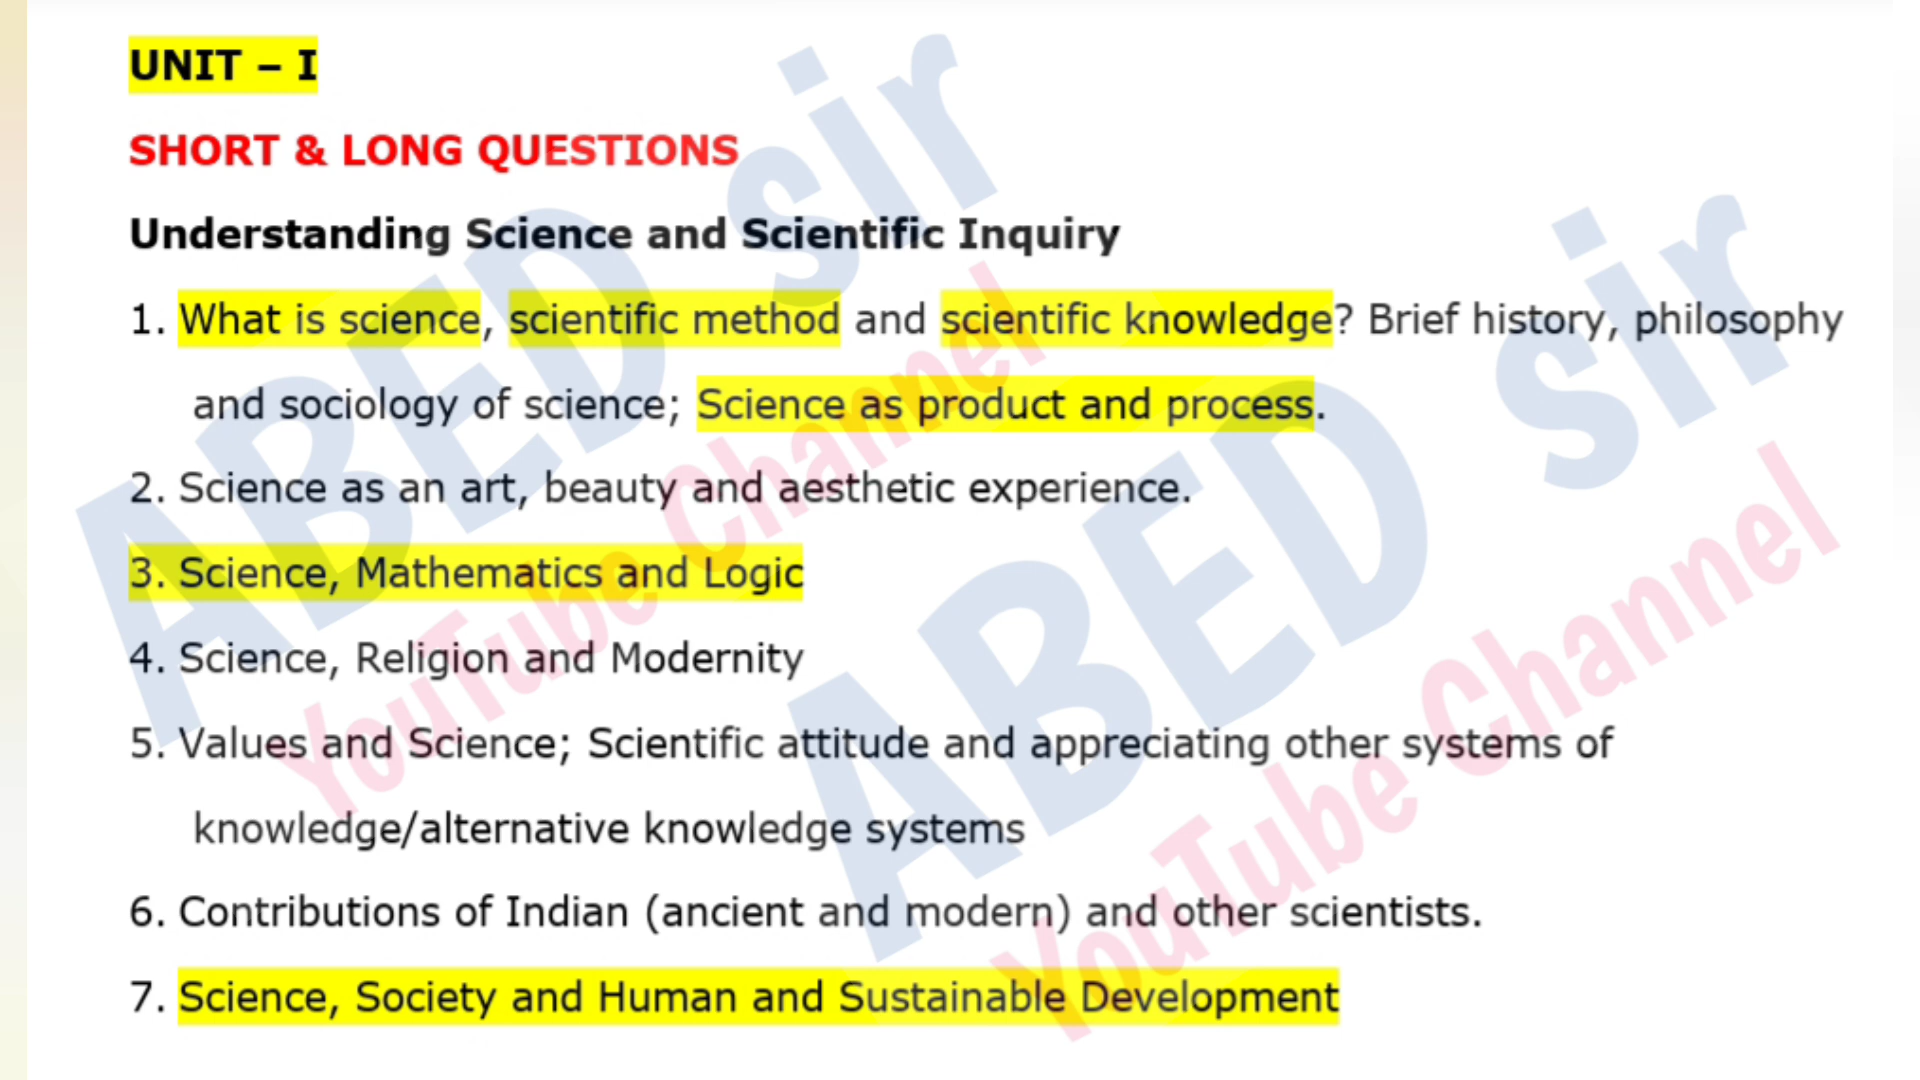 UNIT – I
SHORT & LONG QUESTIONS
Understanding Science and Scientific Inquiry
1. What is science, scientific method and scientific knowledge? Brief history, philosophy
and sociology of science; Science as product and process.
2. Science as an art, beauty and aesthetic experience.
3. Science, Mathematics and Logic
4. Science, Religion and Modernity
5. Values and Science; Scientific attitude and appreciating other systems of
knowledge/alternative knowledge systems
6. Contributions of Indian (ancient and modern) and other scientists.
7. Science, Society and Human and Sustainable Development
ABED sir
YouTube Channel
ABED sir
YouTube Channel